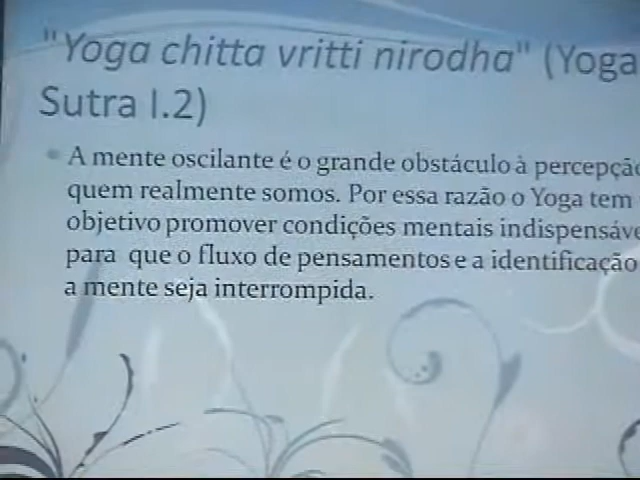 "Yoga chitta vritti nirodha" (Yoga
Sutra I.2)
A mente oscilante é o grande obstáculo à percepção
quem realmente somos. Por essa razão o Yoga tem
objetivo promover condições mentais indispensáve
para que o fluxo de pensamentos e a identificação
a mente seja interrompida.